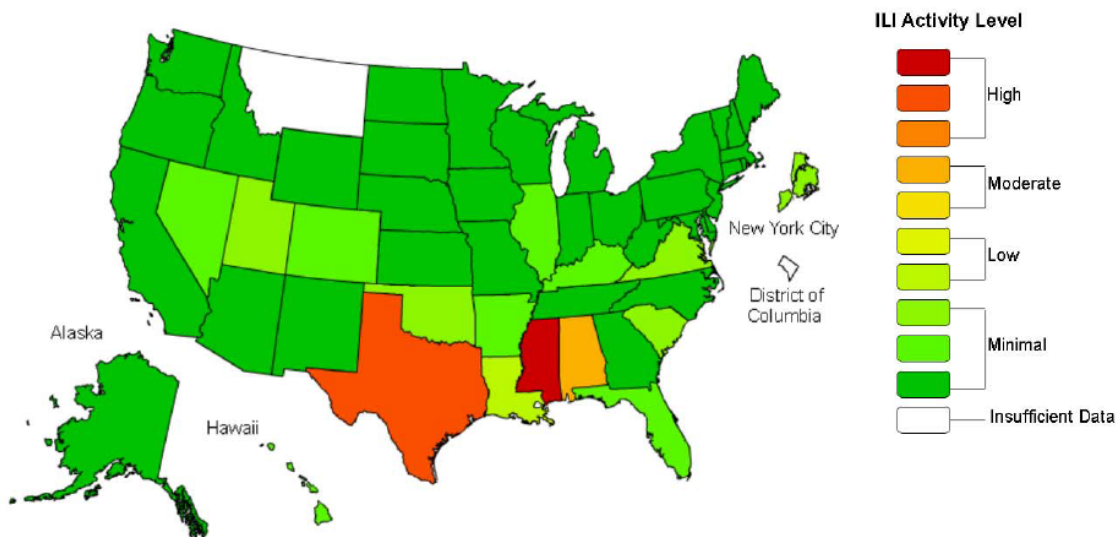 ILI Activity Level
High
Moderate
New York City
Low
District of
Columbia
Alaska
Minimal
Hawaii
Insufficient Data